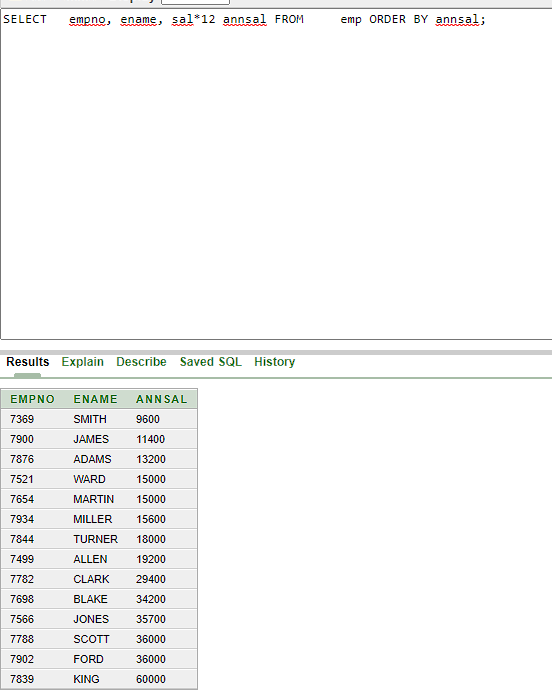 SELECT   empno, ename, sal*12 annsal FROM     emp ORDER BY annsal;
Results Explain Describe Saved SQL History
EMPNO ENAME ANNSAL
7369 SMITH 9600
7900 JAMES 11400
7876 ADAMS 13200
7521 WARD 15000
7654 MARTIN 15000
7934 MILLER 15600
7844 TURNER 18000
7499 ALLEN 19200
7782 CLARK 29400
7698 BLAKE 34200
7566 JONES 35700
7788 SCOTT 36000
7902 FORD 36000
7839 KING 60000